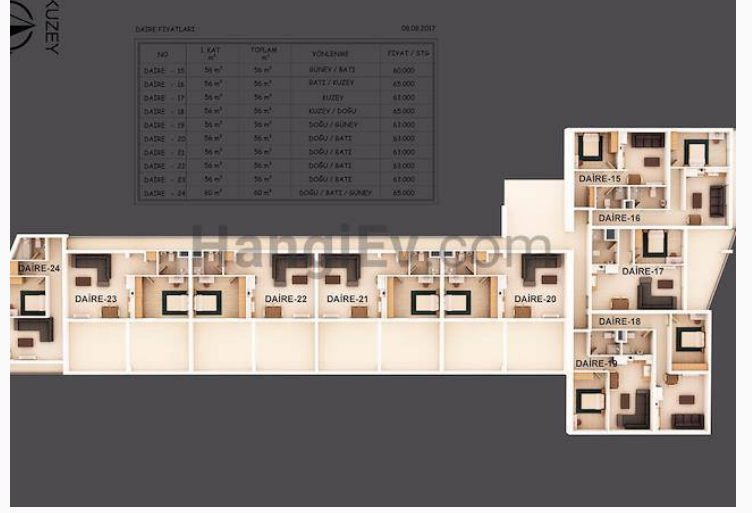 KUZEY
DAİRE FİYATLARI 08.09.2017
NO 1. KAT m² TOPLAM m² YÖNLENME FİYAT / STG
DAİRE - 15 56 m² 56 m² GÜNEY / BATI 60.000
DAİRE - 16 56 m² 56 m² BATI / KUZEY 65.000
DAİRE - 17 56 m² 56 m² KUZEY 63.000
DAİRE - 18 56 m² 56 m² KUZEY / DOĞU 65.000
DAİRE - 19 56 m² 56 m² DOĞU / GÜNEY 63.000
DAİRE - 20 56 m² 56 m² DOĞU / BATI 63.000
DAİRE - 21 56 m² 56 m² DOĞU / BATI 63.000
DAİRE - 22 56 m² 56 m² DOĞU / BATI 63.000
DAİRE - 23 56 m² 56 m² DOĞU / BATI 63.000
DAİRE - 24 60 m² 60 m² DOĞU / BATI / GÜNEY 65.000
DAİRE-15
DAİRE-16
HangiEv.com
DAİRE-24
DAİRE-17
DAİRE-23
DAİRE-22
DAİRE-21
DAİRE-20
DAİRE-18
DAİRE-19